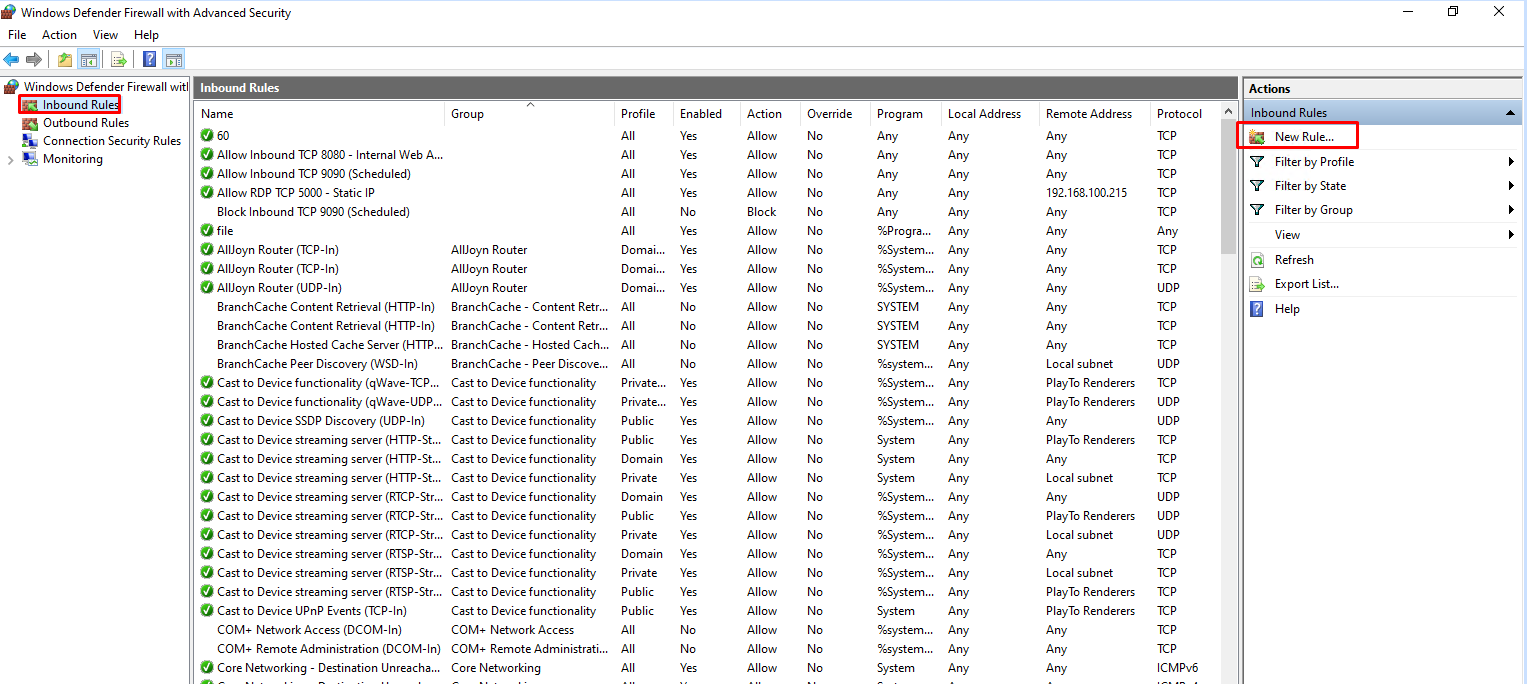 Windows Defender Firewall with Advanced Security
File Action View Help
Windows Defender Firewall witl
Inbound Rules
Outbound Rules
Connection Security Rules
Monitoring
Inbound Rules
Name Group Profile Enabled Action Override Program Local Address Remote Address Protocol
60 All Yes Allow No Any Any Any TCP
Allow Inbound TCP 8080 - Internal Web A... All Yes Allow No Any Any Any TCP
Allow Inbound TCP 9090 (Scheduled) All Yes Allow No Any Any Any TCP
Allow RDP TCP 5000 - Static IP All Yes Allow No Any Any 192.168.100.215 TCP
Block Inbound TCP 9090 (Scheduled) All No Block No Any Any Any TCP
file All Yes Allow No %Progra... Any Any Any
AllJoyn Router (TCP-In) AllJoyn Router Domai... Yes Allow No %System... Any Any TCP
AllJoyn Router (TCP-In) AllJoyn Router Domai... Yes Allow No %System... Any Any TCP
AllJoyn Router (UDP-In) AllJoyn Router Domai... Yes Allow No %System... Any Any UDP
BranchCache Content Retrieval (HTTP-In) BranchCache - Content Retr... All No Allow No SYSTEM Any Any TCP
BranchCache Content Retrieval (HTTP-In) BranchCache - Content Retr... All No Allow No SYSTEM Any Any TCP
BranchCache Hosted Cache Server (HTTP... BranchCache - Hosted Cach... All No Allow No SYSTEM Any Any TCP
BranchCache Peer Discovery (WSD-In) BranchCache - Peer Discove... All No Allow No %system... Any Local subnet UDP
Cast to Device functionality (qWave-TCP... Cast to Device functionality Private... Yes Allow No %System... Any PlayTo Renderers TCP
Cast to Device functionality (qWave-UDP... Cast to Device functionality Private... Yes Allow No %System... Any PlayTo Renderers UDP
Cast to Device SSDP Discovery (UDP-In) Cast to Device functionality Public Yes Allow No %System... Any Any UDP
Cast to Device streaming server (HTTP-St... Cast to Device functionality Public Yes Allow No System Any PlayTo Renderers TCP
Cast to Device streaming server (HTTP-St... Cast to Device functionality Domain Yes Allow No System Any Any TCP
Cast to Device streaming server (HTTP-St... Cast to Device functionality Private Yes Allow No System Any Local subnet TCP
Cast to Device streaming server (RTCP-Str... Cast to Device functionality Domain Yes Allow No %System... Any Any UDP
Cast to Device streaming server (RTCP-Str... Cast to Device functionality Public Yes Allow No %System... Any PlayTo Renderers UDP
Cast to Device streaming server (RTCP-Str... Cast to Device functionality Private Yes Allow No %System... Any Local subnet UDP
Cast to Device streaming server (RTSP-Str... Cast to Device functionality Domain Yes Allow No %System... Any Any TCP
Cast to Device streaming server (RTSP-Str... Cast to Device functionality Private Yes Allow No %System... Any Local subnet TCP
Cast to Device streaming server (RTSP-Str... Cast to Device functionality Public Yes Allow No %System... Any PlayTo Renderers TCP
Cast to Device UPnP Events (TCP-In) Cast to Device functionality Public Yes Allow No System Any PlayTo Renderers TCP
COM+ Network Access (DCOM-In) COM+ Network Access All No Allow No %system... Any Any TCP
COM+ Remote Administration (DCOM-In) COM+ Remote Administrati... All No Allow No %system... Any Any TCP
Core Networking - Destination Unreacha... Core Networking All Yes Allow No System Any Any ICMPv6
Actions
Inbound Rules
New Rule...
Filter by Profile
Filter by State
Filter by Group
View
Refresh
Export List...
Help